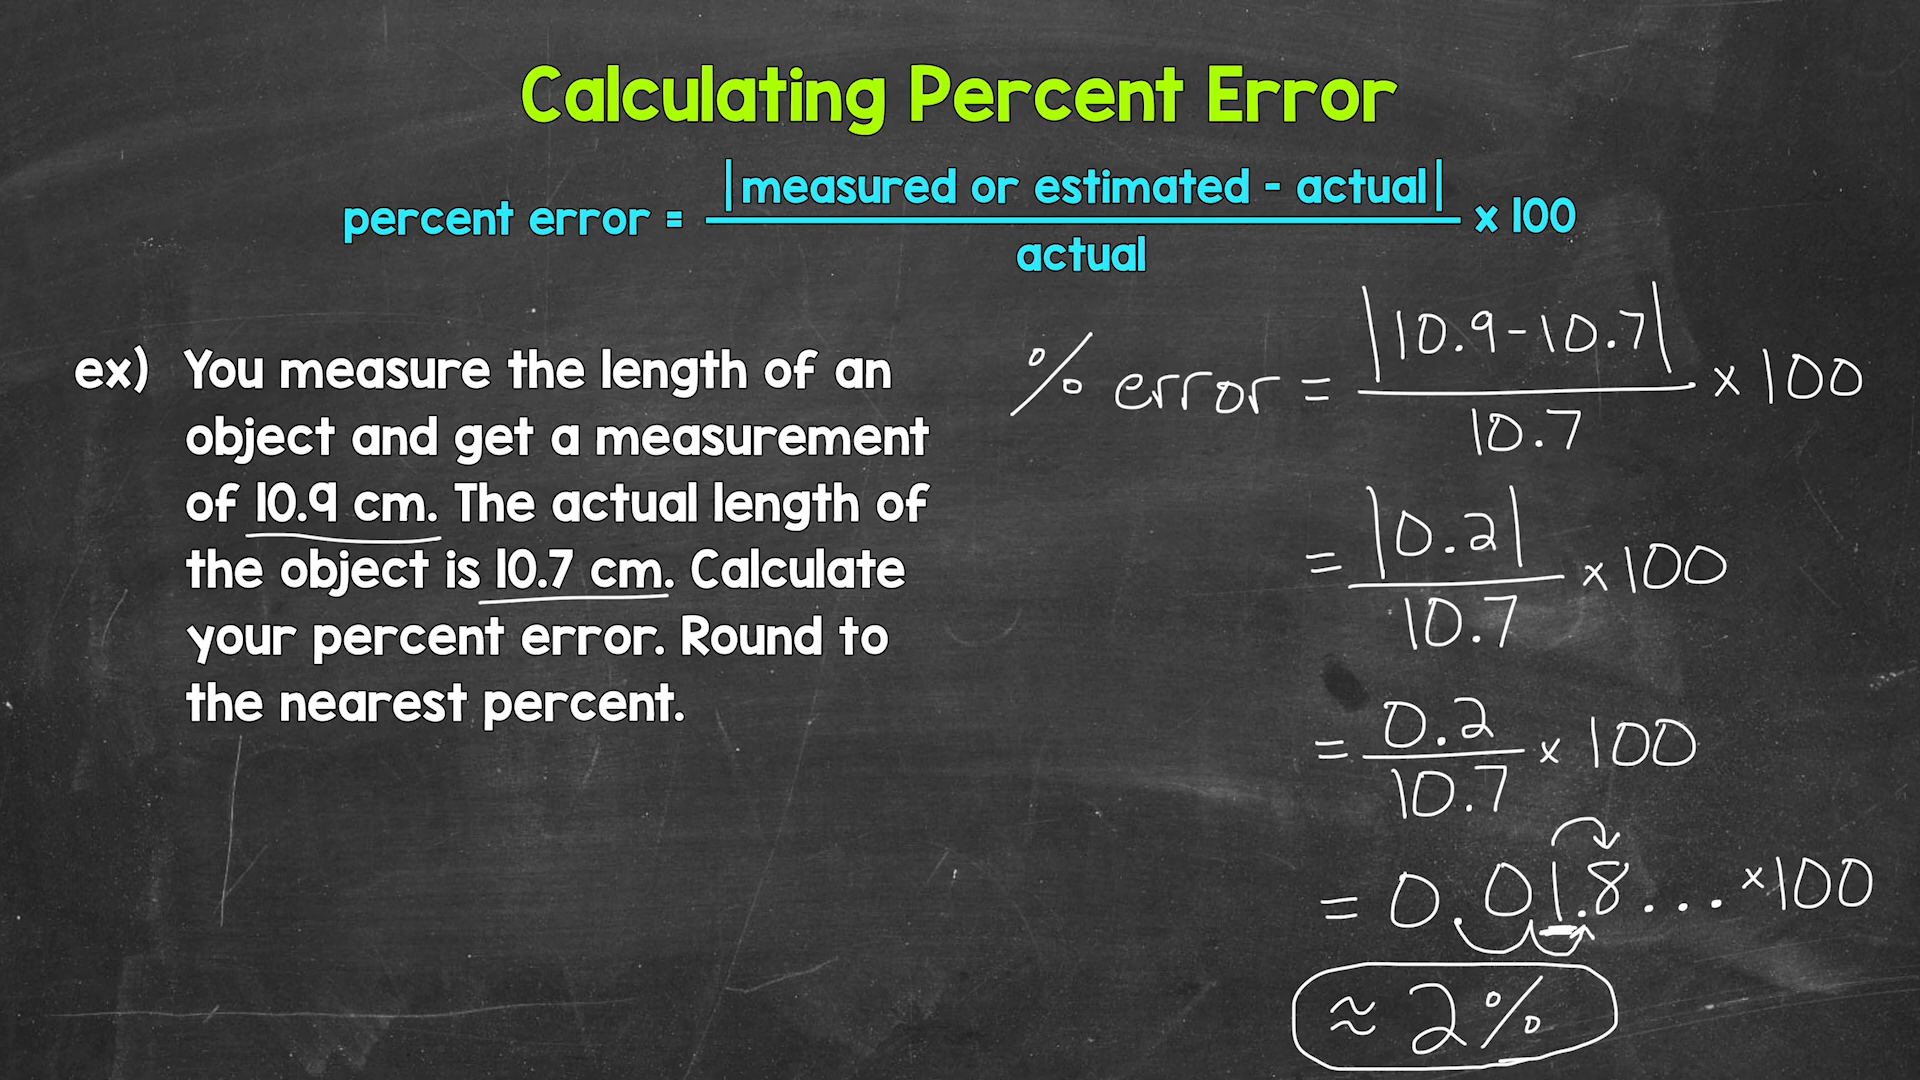 Calculating Percent Error
|measured or estimated - actual|
percent error = x 100
actual
ex) You measure the length of an
object and get a measurement
of 10.9 cm. The actual length of
the object is 10.7 cm. Calculate
your percent error. Round to
the nearest percent.
|10.9-10.7|
% error = x 100
10.7
|0.2|
= x 100
10.7
0.2
= x 100
10.7
= 0.01.8... x100
≈ 2%